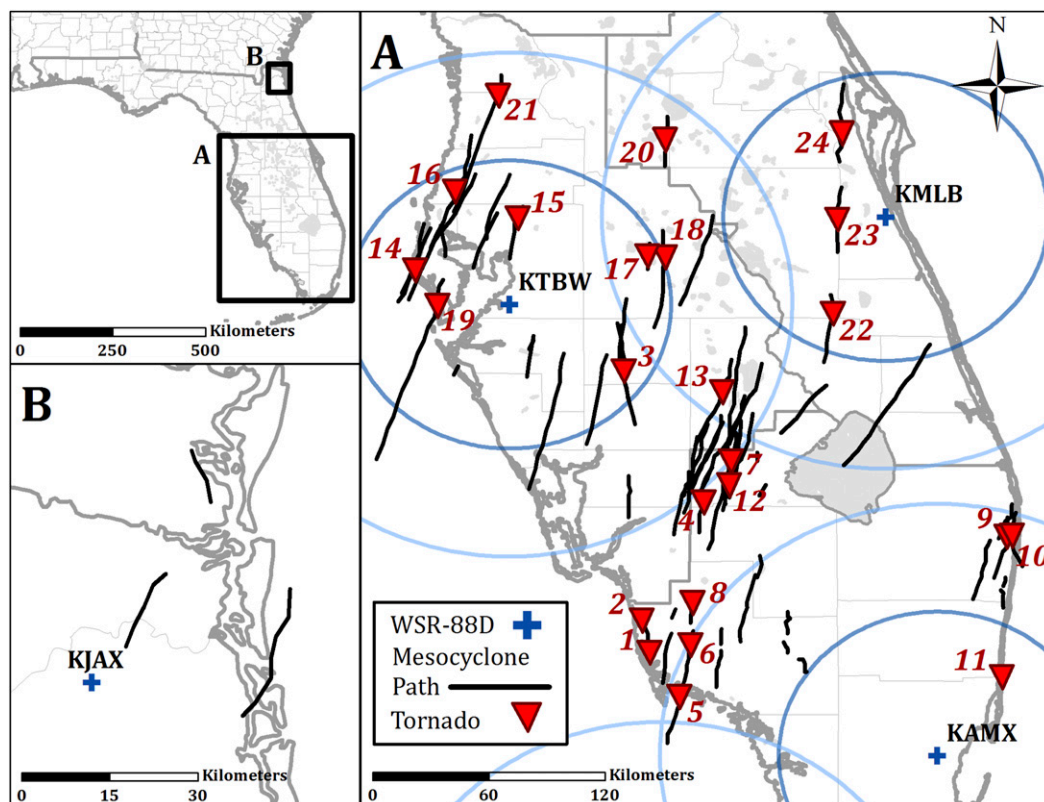 B
A
Kilometers
0 250 500
B
KJAX
Kilometers
0 15 30
A
N
21
24
20
16
15
KMLB
14
17
18
23
KTBW
19
22
3
13
7
12
4
9
10
2
8
1
6
11
5
WSR-88D
Mesocyclone
Path
Tornado
KAMX
Kilometers
0 60 120